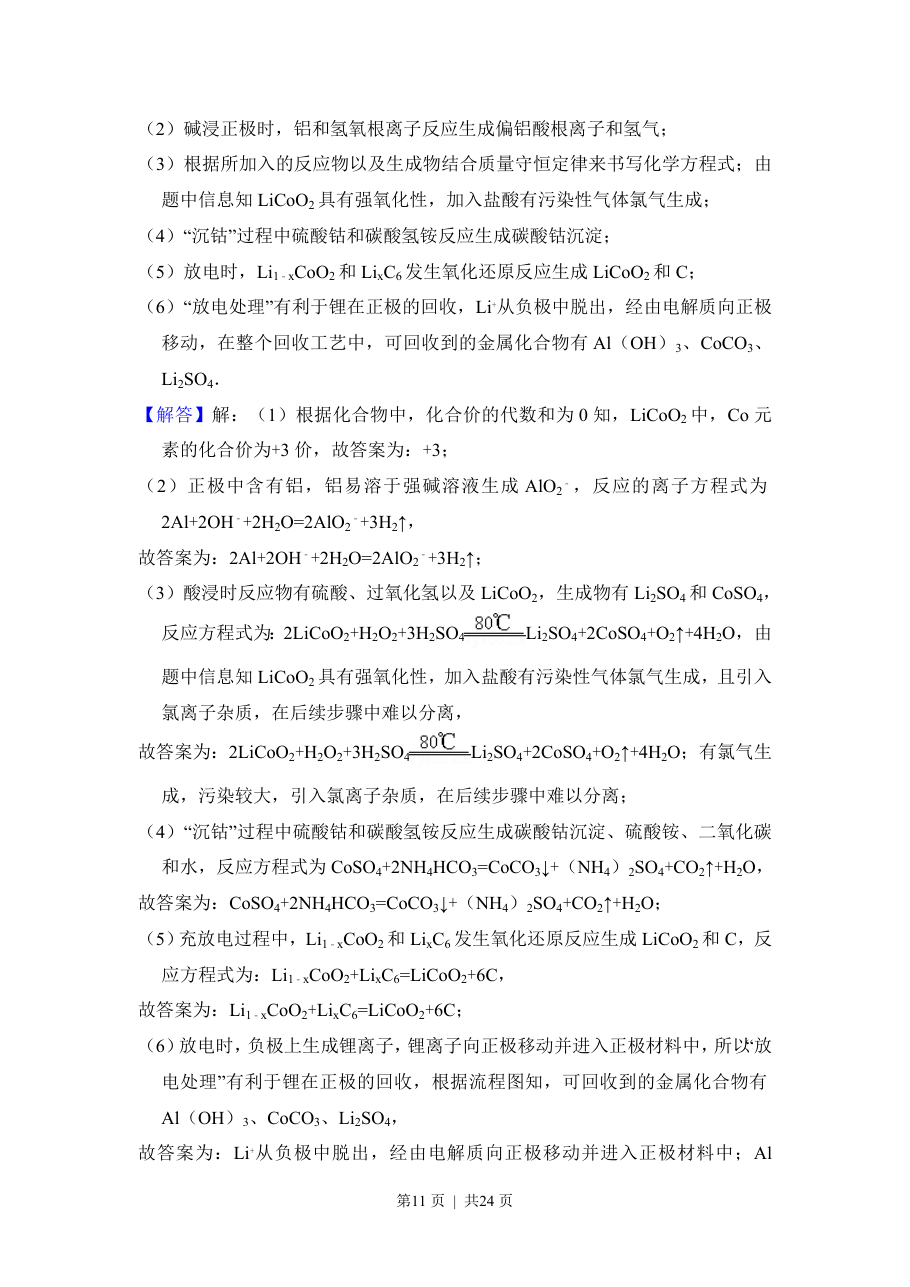 （2）碱浸正极时，铝和氢氧根离子反应生成偏铝酸根离子和氢气；
（3）根据所加入的反应物以及生成物结合质量守恒定律来书写化学方程式；由
题中信息知 LiCoO₂ 具有强氧化性，加入盐酸有污染性气体氯气生成；
（4）“沉钴”过程中硫酸钴和碳酸氢铵反应生成碳酸钴沉淀；
（5）放电时，Li₁₋ₓCoO₂ 和 LiₓC₆ 发生氧化还原反应生成 LiCoO₂ 和 C；
（6）“放电处理”有利于锂在正极的回收，Li⁺从负极中脱出，经由电解质向正极
移动，在整个回收工艺中，可回收到的金属化合物有 Al（OH）₃、CoCO₃、
Li₂SO₄．
【解答】解：（1）根据化合物中，化合价的代数和为 0 知，LiCoO₂ 中，Co 元
素的化合价为+3 价，故答案为：+3；
（2）正极中含有铝，铝易溶于强碱溶液生成 AlO₂⁻，反应的离子方程式为
2Al+2OH⁻+2H₂O=2AlO₂⁻+3H₂↑，
故答案为：2Al+2OH⁻+2H₂O=2AlO₂⁻+3H₂↑；
（3）酸浸时反应物有硫酸、过氧化氢以及 LiCoO₂，生成物有 Li₂SO₄ 和 CoSO₄，
反应方程式为：2LiCoO₂+H₂O₂+3H₂SO₄ 80℃ Li₂SO₄+2CoSO₄+O₂↑+4H₂O，由
题中信息知 LiCoO₂ 具有强氧化性，加入盐酸有污染性气体氯气生成，且引入
氯离子杂质，在后续步骤中难以分离，
故答案为：2LiCoO₂+H₂O₂+3H₂SO₄ 80℃ Li₂SO₄+2CoSO₄+O₂↑+4H₂O；有氯气生
成，污染较大，引入氯离子杂质，在后续步骤中难以分离；
（4）“沉钴”过程中硫酸钴和碳酸氢铵反应生成碳酸钴沉淀、硫酸铵、二氧化碳
和水，反应方程式为 CoSO₄+2NH₄HCO₃=CoCO₃↓+（NH₄）₂SO₄+CO₂↑+H₂O，
故答案为：CoSO₄+2NH₄HCO₃=CoCO₃↓+（NH₄）₂SO₄+CO₂↑+H₂O；
（5）充放电过程中，Li₁₋ₓCoO₂ 和 LiₓC₆ 发生氧化还原反应生成 LiCoO₂ 和 C，反
应方程式为：Li₁₋ₓCoO₂+LiₓC₆=LiCoO₂+6C，
故答案为：Li₁₋ₓCoO₂+LiₓC₆=LiCoO₂+6C；
（6）放电时，负极上生成锂离子，锂离子向正极移动并进入正极材料中，所以“放
电处理”有利于锂在正极的回收，根据流程图知，可回收到的金属化合物有
Al（OH）₃、CoCO₃、Li₂SO₄，
故答案为：Li⁺从负极中脱出，经由电解质向正极移动并进入正极材料中；Al
第11 页 | 共24 页